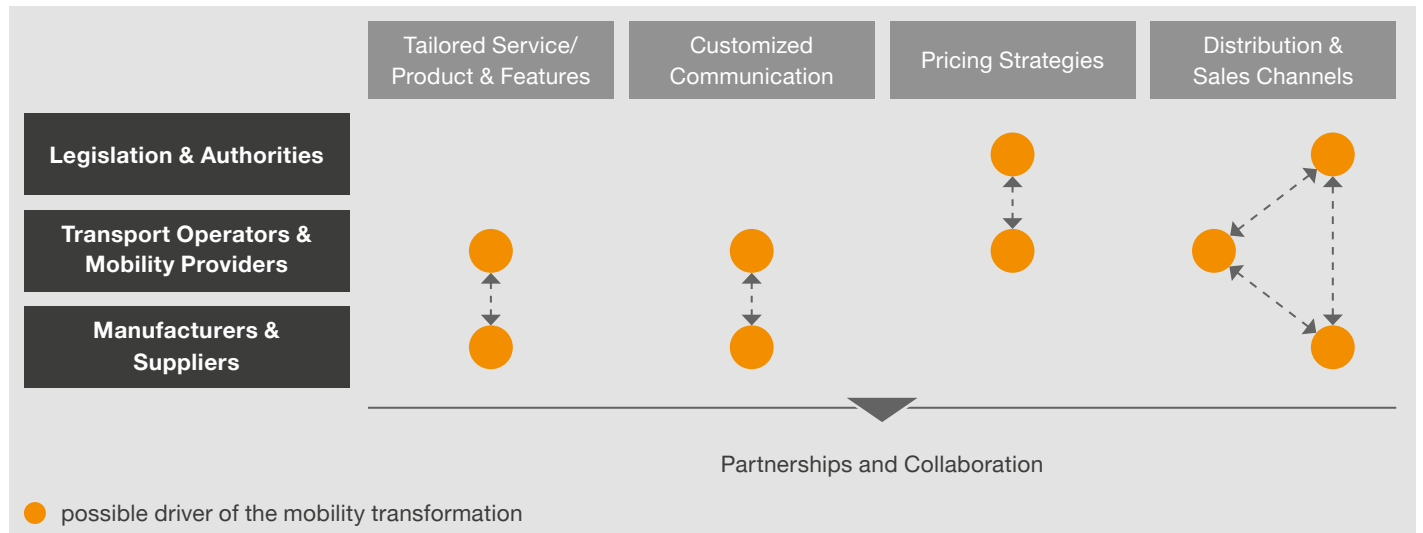 Tailored Service/
Product & Features
Customized
Communication
Pricing Strategies
Distribution &
Sales Channels
Legislation & Authorities
Transport Operators &
Mobility Providers
Manufacturers &
Suppliers
Partnerships and Collaboration
possible driver of the mobility transformation